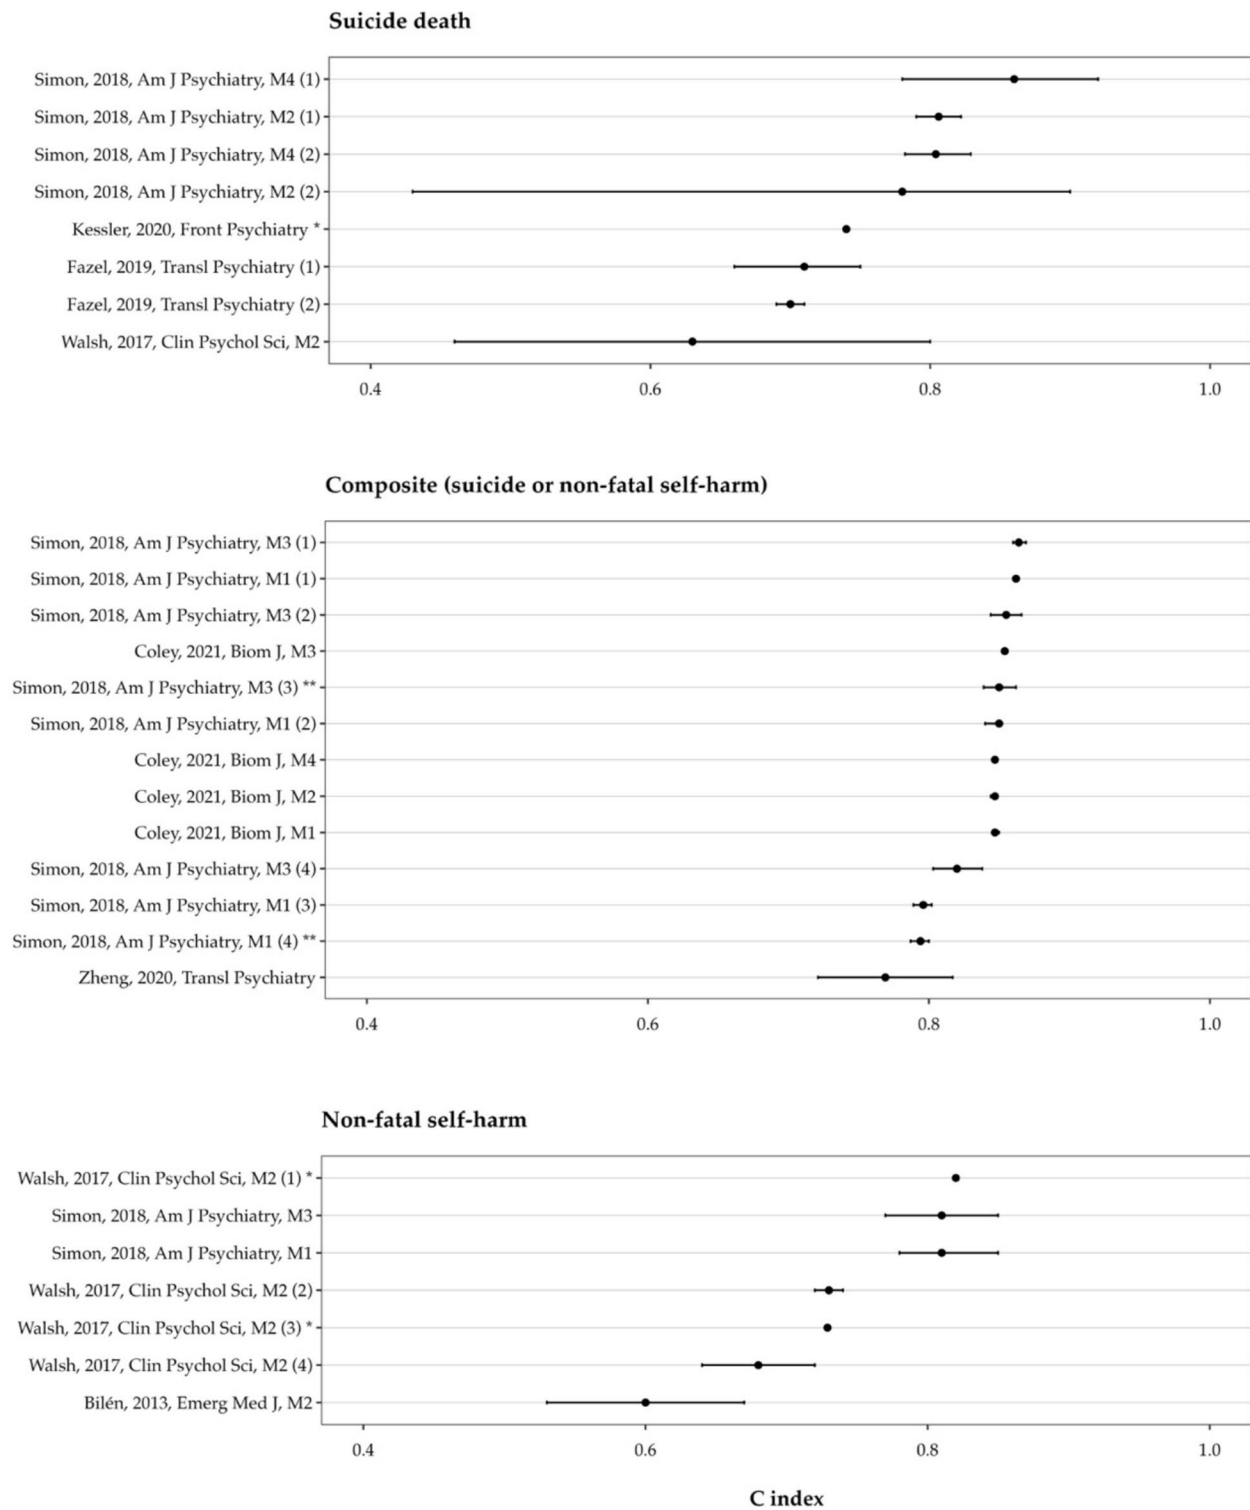 Suicide death
Simon, 2018, Am J Psychiatry, M4 (1)
Simon, 2018, Am J Psychiatry, M2 (1)
Simon, 2018, Am J Psychiatry, M4 (2)
Simon, 2018, Am J Psychiatry, M2 (2)
Kessler, 2020, Front Psychiatry *
Fazel, 2019, Transl Psychiatry (1)
Fazel, 2019, Transl Psychiatry (2)
Walsh, 2017, Clin Psychol Sci, M2
0.4 0.6 0.8 1.0
Composite (suicide or non-fatal self-harm)
Simon, 2018, Am J Psychiatry, M3 (1)
Simon, 2018, Am J Psychiatry, M1 (1)
Simon, 2018, Am J Psychiatry, M3 (2)
Coley, 2021, Biom J, M3
Simon, 2018, Am J Psychiatry, M3 (3) **
Simon, 2018, Am J Psychiatry, M1 (2)
Coley, 2021, Biom J, M4
Coley, 2021, Biom J, M2
Coley, 2021, Biom J, M1
Simon, 2018, Am J Psychiatry, M3 (4)
Simon, 2018, Am J Psychiatry, M1 (3)
Simon, 2018, Am J Psychiatry, M1 (4) **
Zheng, 2020, Transl Psychiatry
0.4 0.6 0.8 1.0
Non-fatal self-harm
Walsh, 2017, Clin Psychol Sci, M2 (1) *
Simon, 2018, Am J Psychiatry, M3
Simon, 2018, Am J Psychiatry, M1
Walsh, 2017, Clin Psychol Sci, M2 (2)
Walsh, 2017, Clin Psychol Sci, M2 (3) *
Walsh, 2017, Clin Psychol Sci, M2 (4)
Bilén, 2013, Emerg Med J, M2
0.4 0.6 0.8 1.0
C index